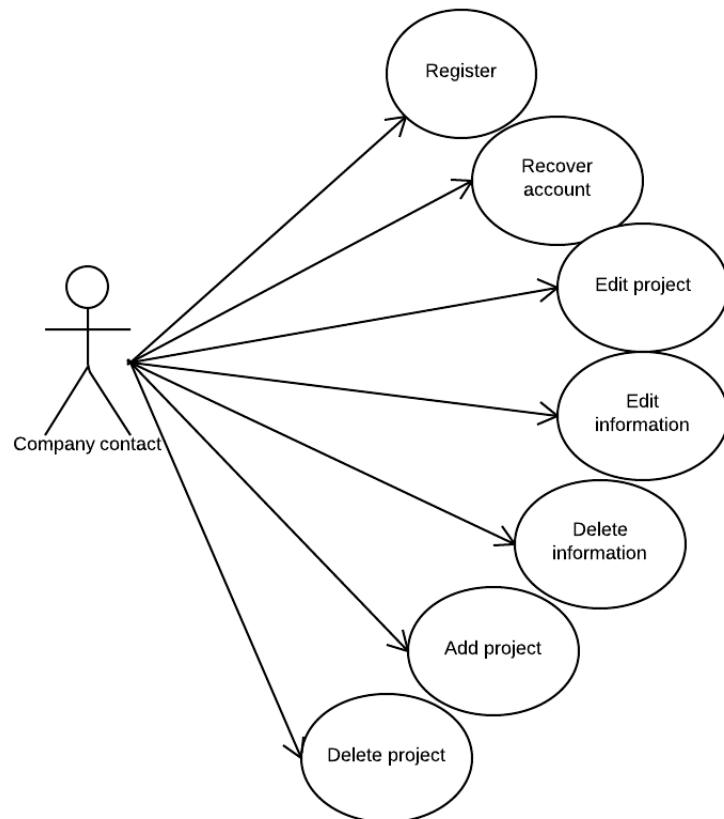 Register
Recover
account
Edit project
Company contact
Edit
information
Delete
information
Add project
Delete project